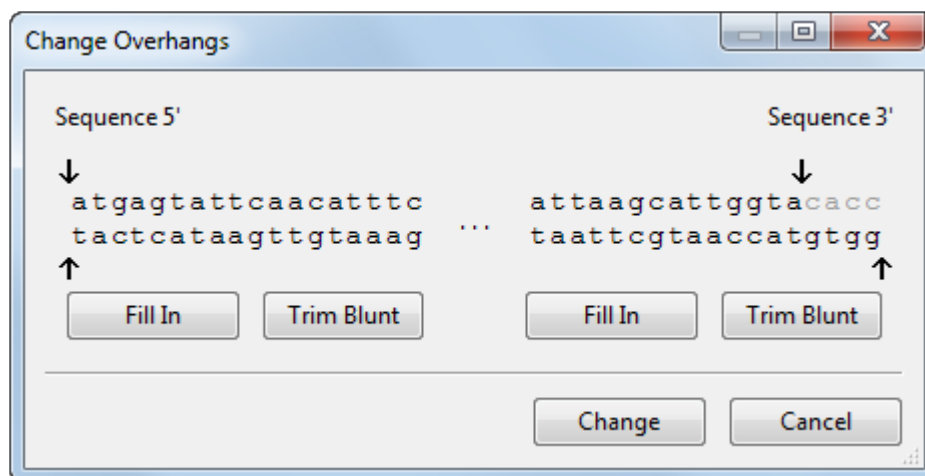 Change Overhangs
Sequence 5' Sequence 3'
atgagtattcaacatttc attaagcattggtacacc
tactcataagttgtaaag ... taattcgtaaccatgtgg
Fill In Trim Blunt Fill In Trim Blunt
Change Cancel